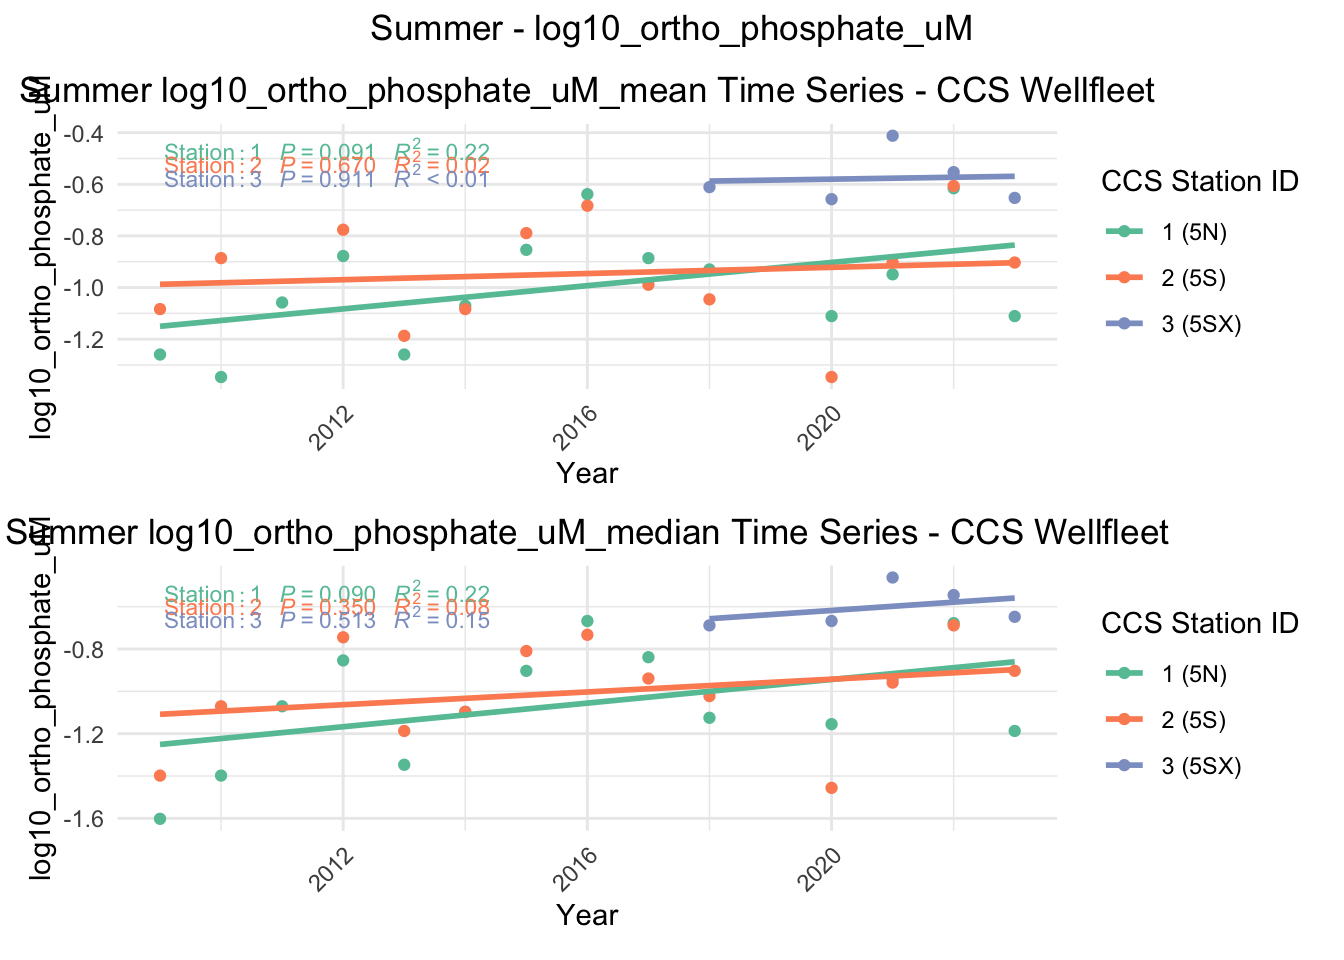 Summer - log10_ortho_phosphate_uM
Summer log10_ortho_phosphate_uM_mean Time Series - CCS Wellfleet
log10_ortho_phosphate_uM
-0.4
-0.6
-0.8
-1.0
-1.2
Station : 1 P = 0.091 R² = 0.22
Station : 2 P = 0.670 R² = 0.02
Station : 3 P = 0.911 R² < 0.01
2012
2016
2020
Year
CCS Station ID
1 (5N)
2 (5S)
3 (5SX)
Summer log10_ortho_phosphate_uM_median Time Series - CCS Wellfleet
log10_ortho_phosphate_uM
-0.8
-1.2
-1.6
Station : 1 P = 0.090 R² = 0.22
Station : 2 P = 0.350 R² = 0.08
Station : 3 P = 0.513 R² = 0.15
2012
2016
2020
Year
CCS Station ID
1 (5N)
2 (5S)
3 (5SX)